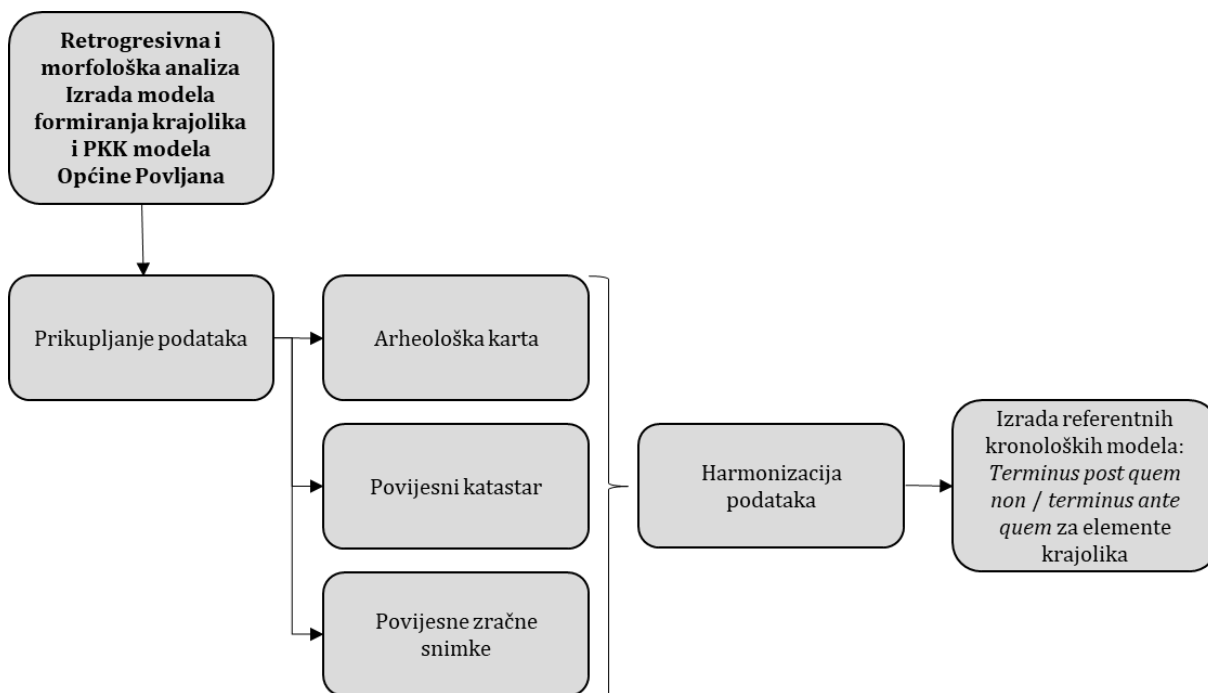 Retrogresivna i
morfološka analiza
Izrada modela
formiranja krajolika
i PKK modela
Općine Povljana
Prikupljanje podataka
Arheološka karta
Povijesni katastar
Povijesne zračne
snimke
Harmonizacija
podataka
Izrada referentnih
kronoloških modela:
Terminus post quem
non / terminus ante
quem za elemente
krajolika